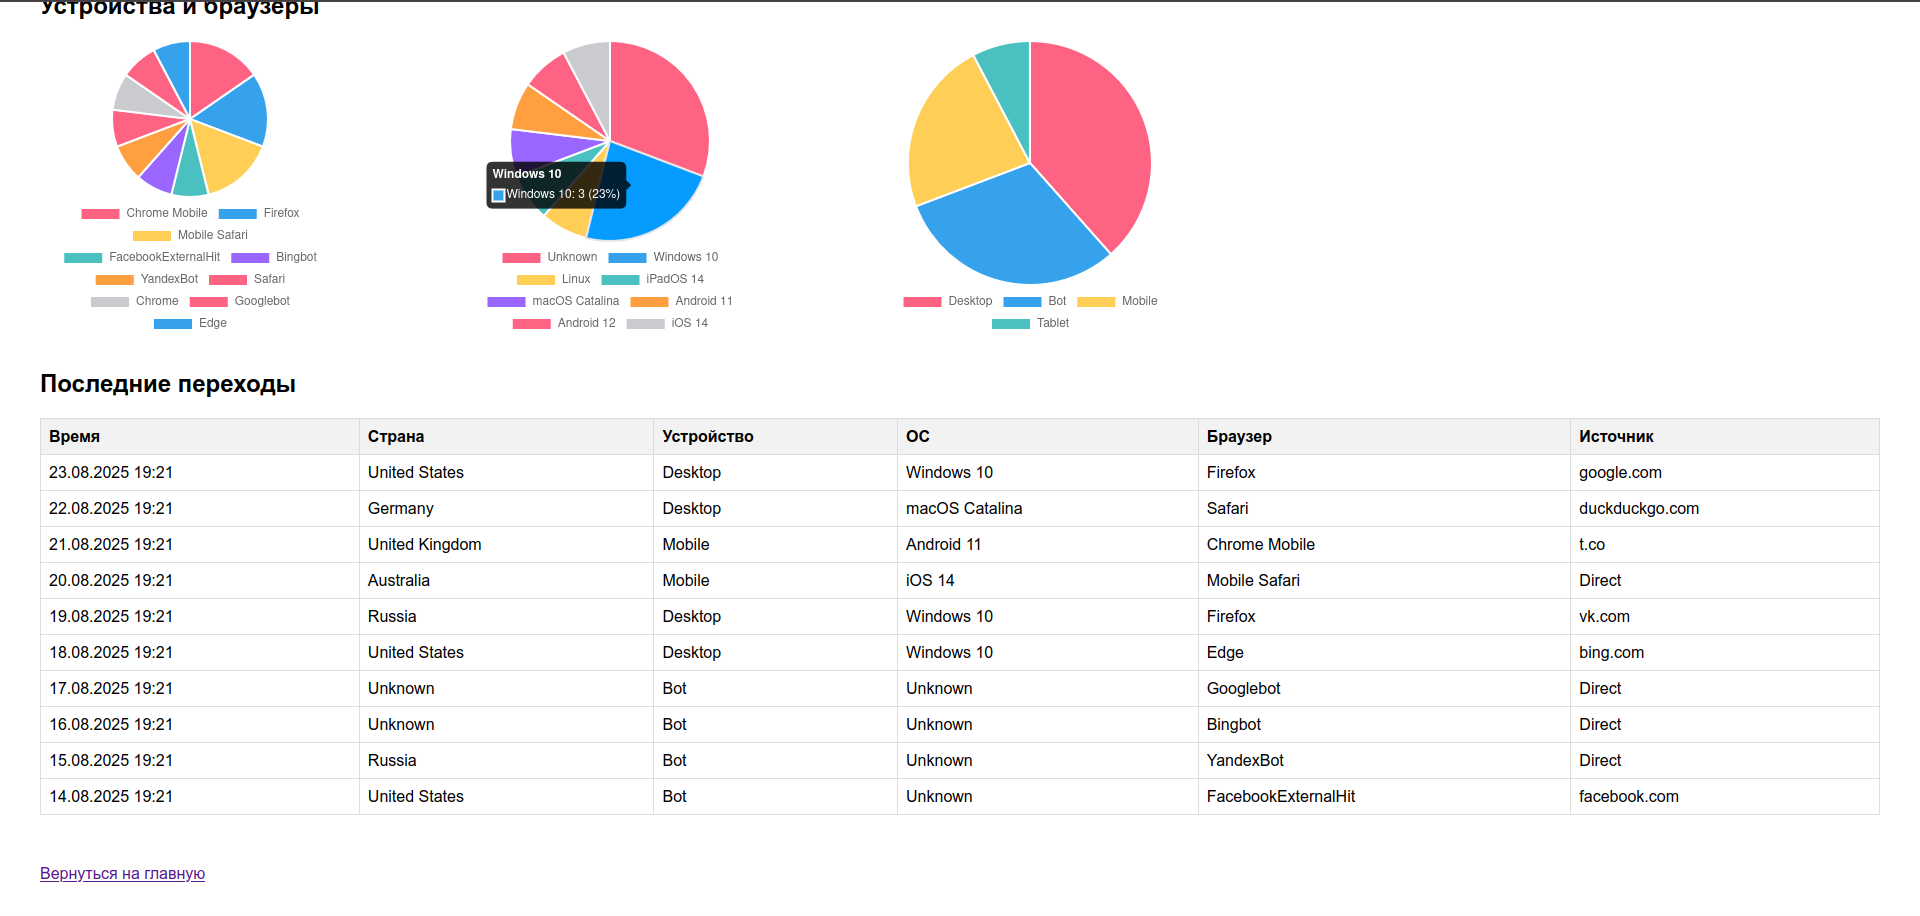 Устройства и браузеры
Windows 10
Windows 10: 3 (23%)
Chrome Mobile Firefox
Mobile Safari
FacebookExternalHit Bingbot
YandexBot Safari
Chrome Googlebot
Edge
Unknown Windows 10
Linux iPadOS 14
macOS Catalina Android 11
Android 12 iOS 14
Desktop Bot Mobile
Tablet
Последние переходы
Время Страна Устройство ОС Браузер Источник
23.08.2025 19:21 United States Desktop Windows 10 Firefox google.com
22.08.2025 19:21 Germany Desktop macOS Catalina Safari duckduckgo.com
21.08.2025 19:21 United Kingdom Mobile Android 11 Chrome Mobile t.co
20.08.2025 19:21 Australia Mobile iOS 14 Mobile Safari Direct
19.08.2025 19:21 Russia Desktop Windows 10 Firefox vk.com
18.08.2025 19:21 United States Desktop Windows 10 Edge bing.com
17.08.2025 19:21 Unknown Bot Unknown Googlebot Direct
16.08.2025 19:21 Unknown Bot Unknown Bingbot Direct
15.08.2025 19:21 Russia Bot Unknown YandexBot Direct
14.08.2025 19:21 United States Bot Unknown FacebookExternalHit facebook.com
Вернуться на главную